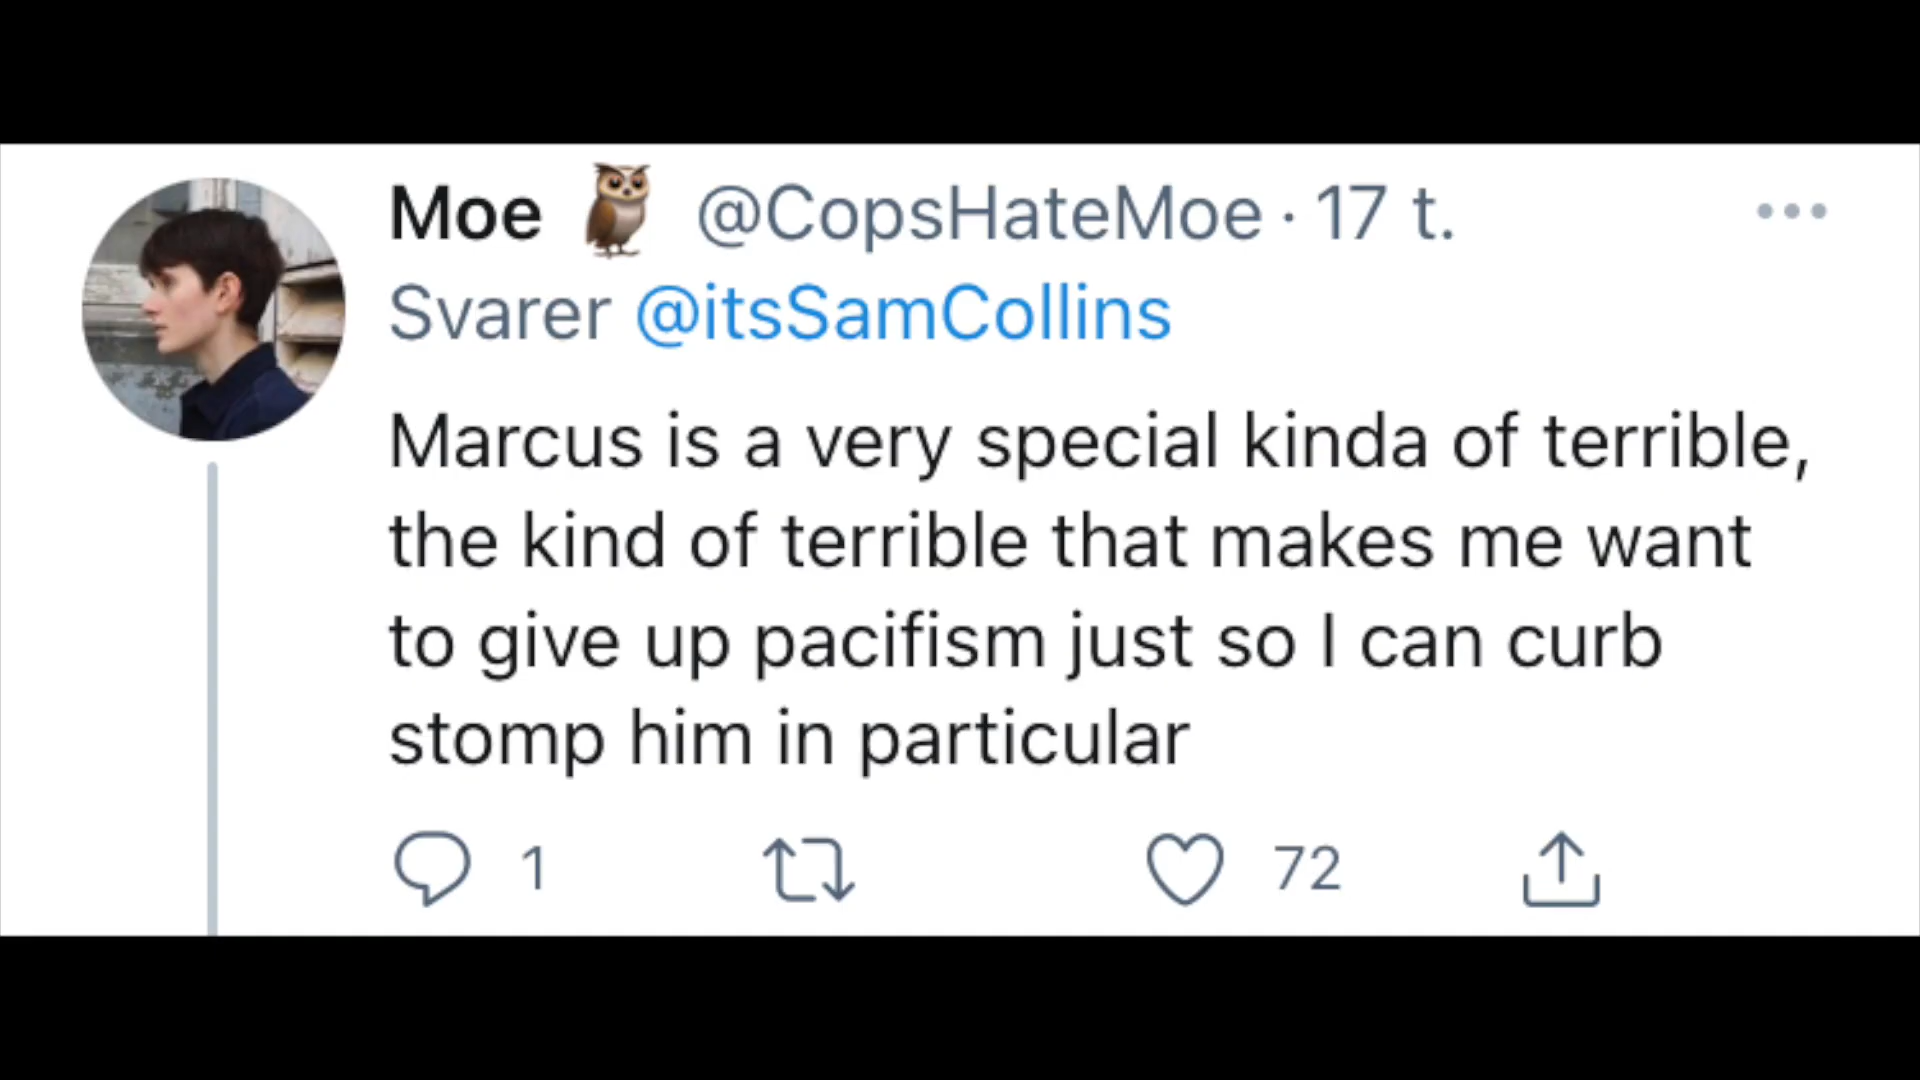 Moe 🦉 @CopsHateMoe · 17 t.
Svarer @itsSamCollins
Marcus is a very special kinda of terrible,
the kind of terrible that makes me want
to give up pacifism just so I can curb
stomp him in particular
1 72